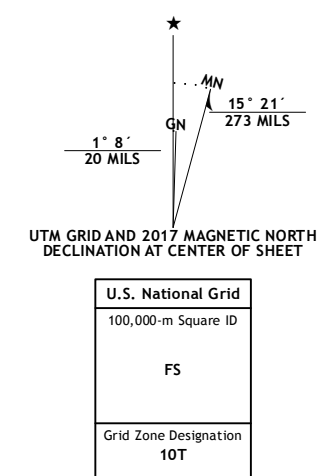 ★
MN
15° 21´
273 MILS
GN
1° 8´
20 MILS
UTM GRID AND 2017 MAGNETIC NORTH
DECLINATION AT CENTER OF SHEET
U.S. National Grid
100,000-m Square ID
FS
Grid Zone Designation
10T